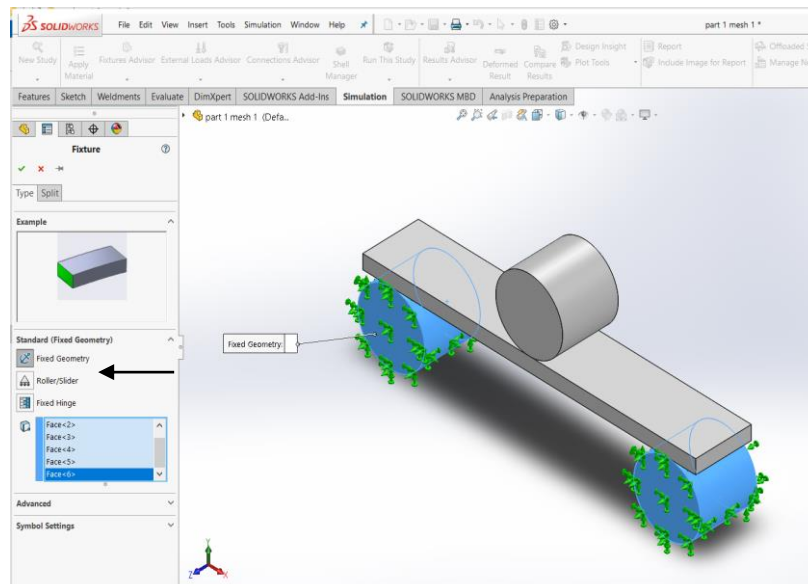 SOLIDWORKS File Edit View Insert Tools Simulation Window Help part 1 mesh 1 *
New Study Apply Material Fixtures Advisor External Loads Advisor Connections Advisor Shell Manager Run This Study Results Advisor Deformed Result Compare Results Design Insight Plot Tools Report Include Image for Report Offloaded Manage
Features Sketch Weldments Evaluate DimXpert SOLIDWORKS Add-Ins Simulation SOLIDWORKS MBD Analysis Preparation
part 1 mesh 1 (Defa...
Fixture
Type Split
Example
Standard (Fixed Geometry)
Fixed Geometry
Roller/Slider
Fixed Hinge
Face<2>
Face<3>
Face<4>
Face<5>
Face<6>
Advanced
Symbol Settings
Fixed Geometry:
Z X